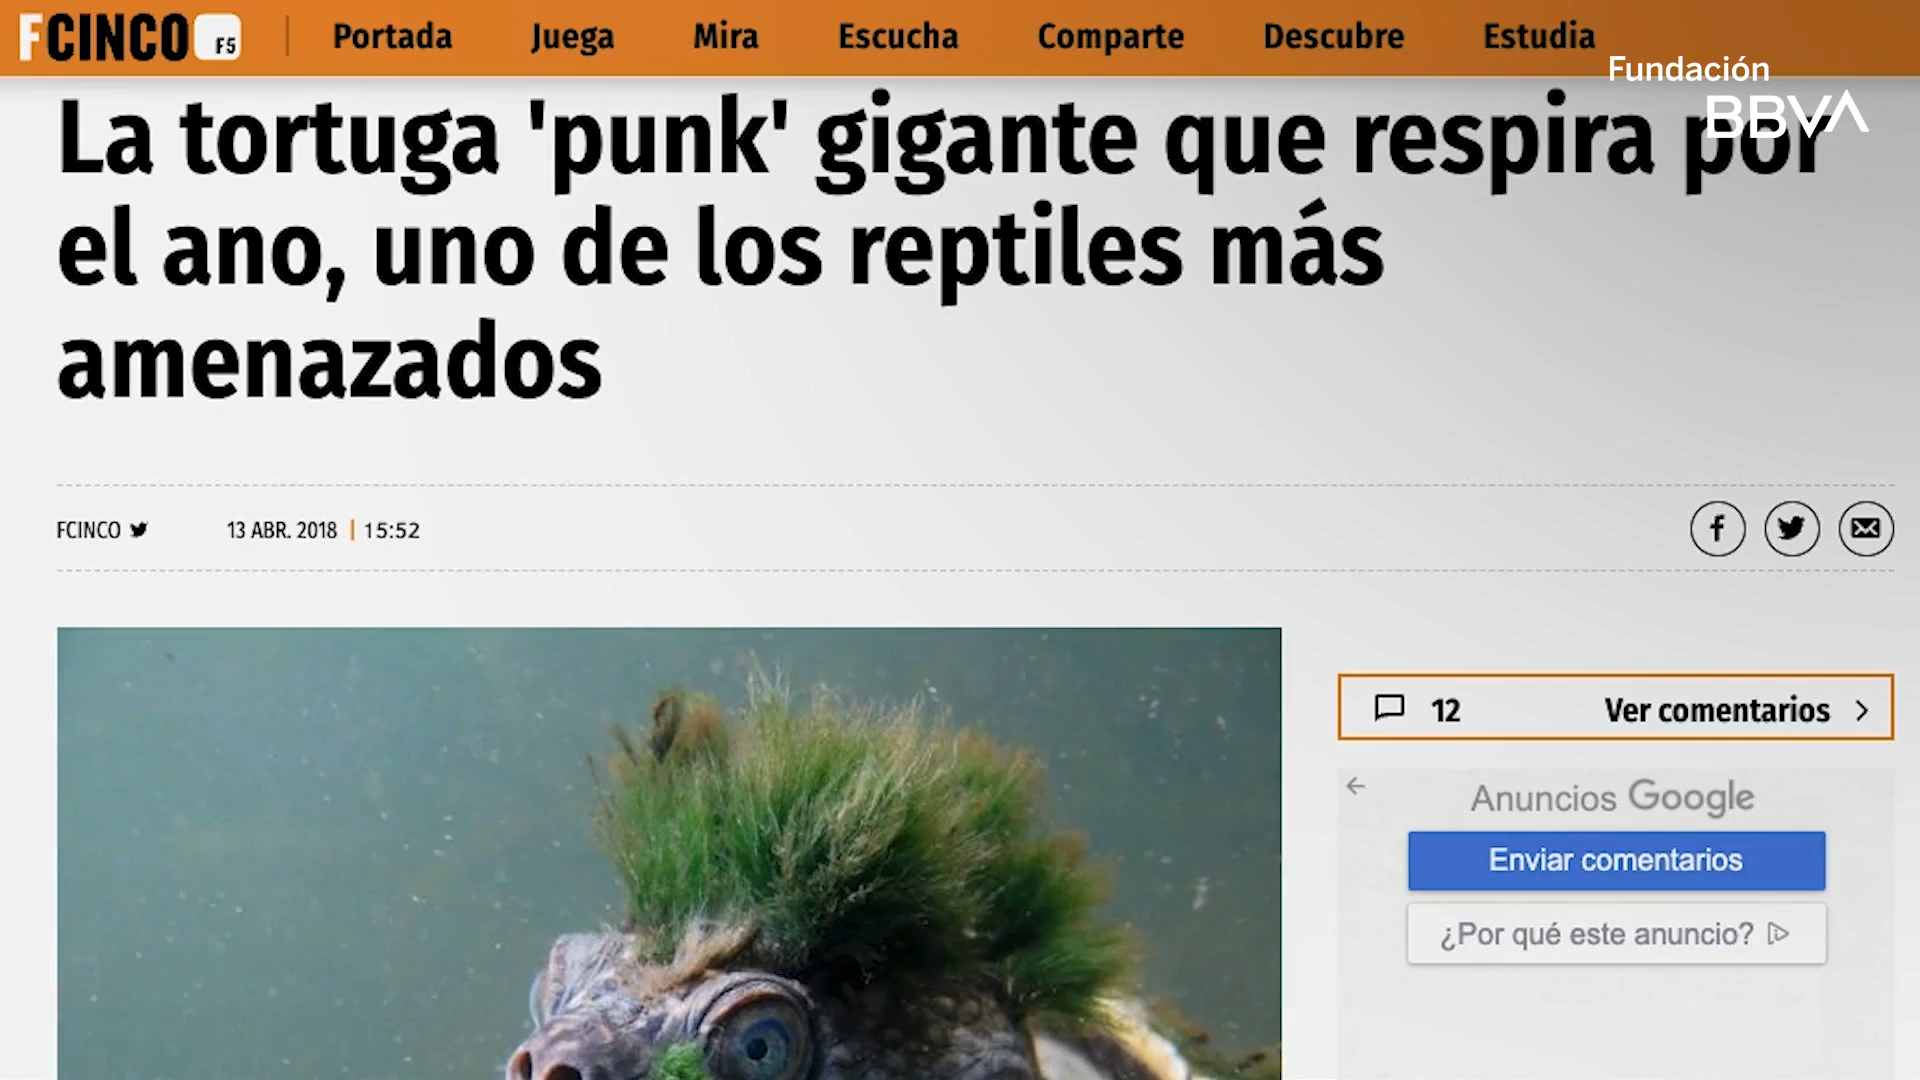 FCINCO F5 Portada Juega Mira Escucha Comparte Descubre Estudia
Fundación
BBVA
La tortuga 'punk' gigante que respira por
el ano, uno de los reptiles más
amenazados
FCINCO 13 ABR. 2018 | 15:52
12 Ver comentarios
Anuncios Google
Enviar comentarios
¿Por qué este anuncio?